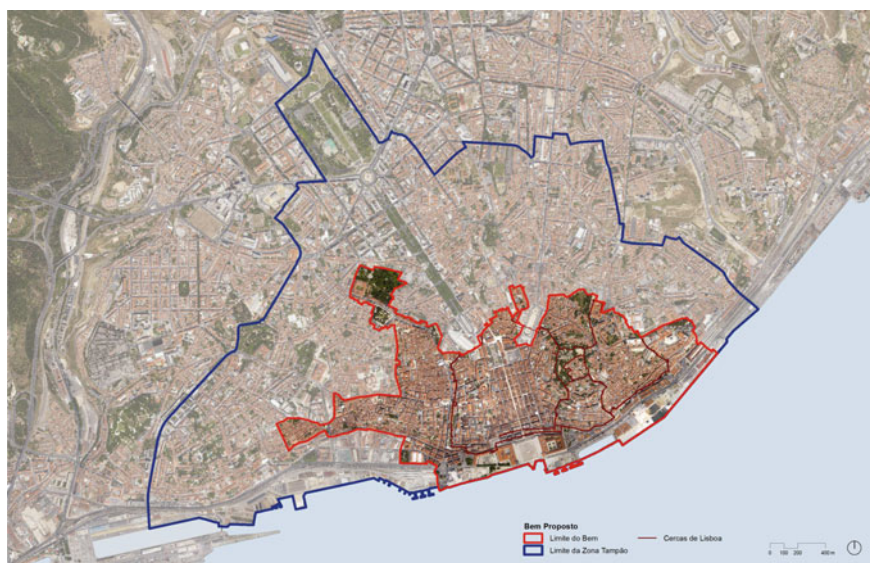 Bem Proposto
Limite do Bem
Cercas de Lisboa
Limite da Zona Tampão
0 100 200 400 m